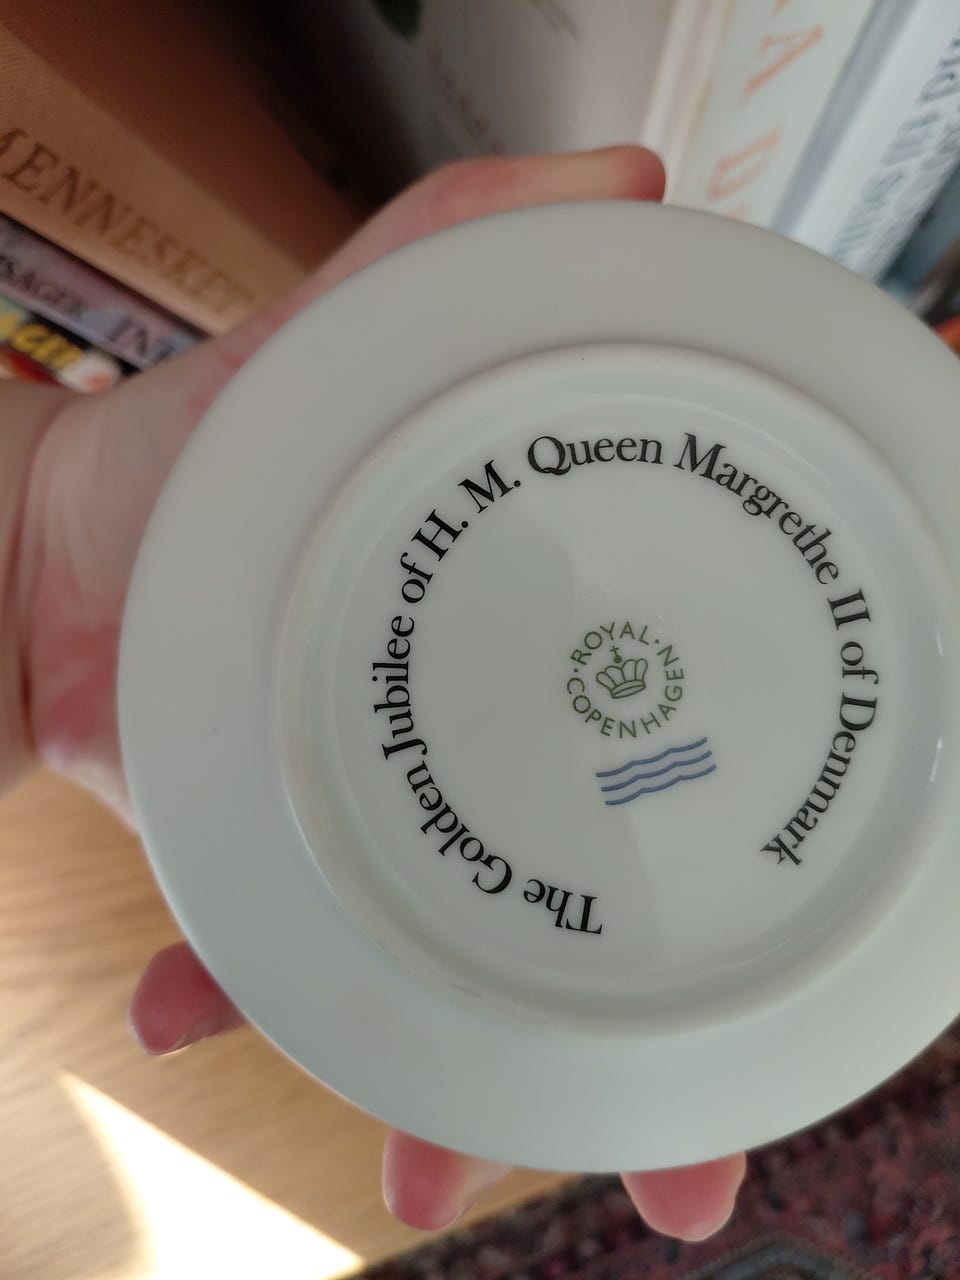 The Golden Jubilee of H. M. Queen Margrethe II of Denmark
ROYAL
COPENHAGEN
MENNESKET